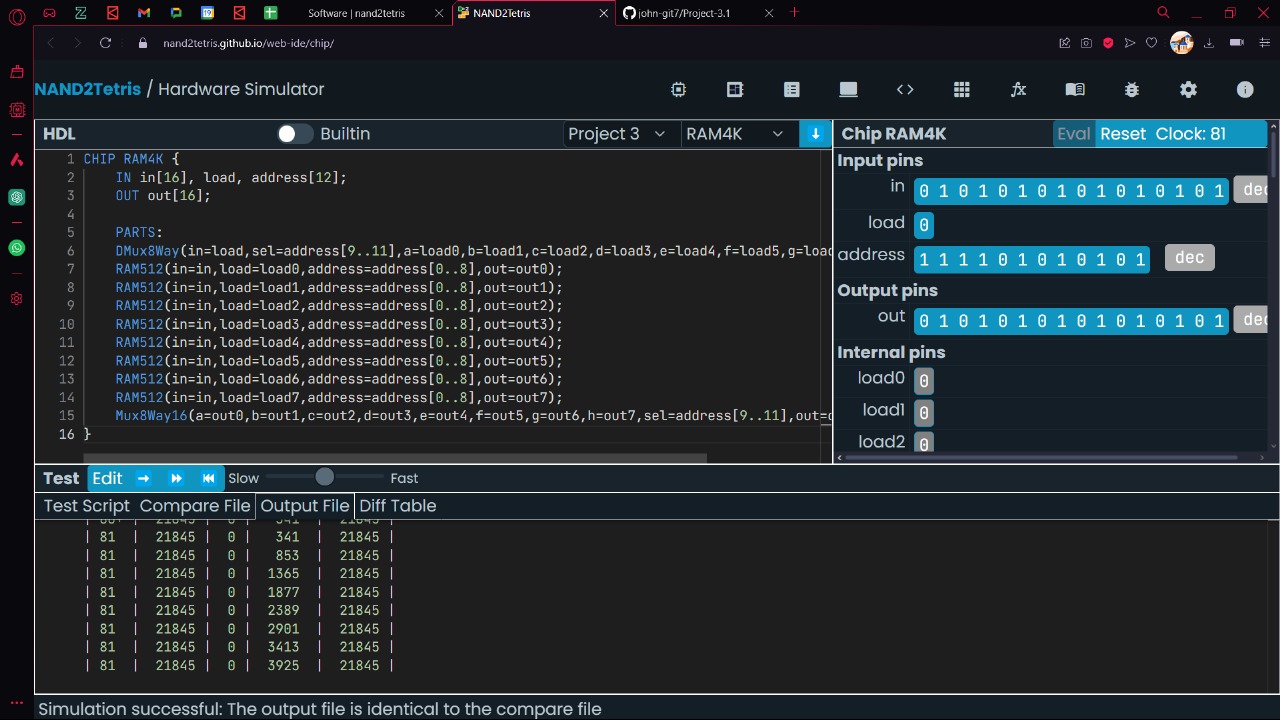 Software | nand2tetris
NAND2Tetris
john-git7/Project-3.1
nand2tetris.github.io/web-ide/chip/
NAND2Tetris / Hardware Simulator
HDL
Builtin
Project 3
RAM4K
Chip RAM4K
Eval Reset Clock: 81
1 CHIP RAM4K {
2 IN in[16], load, address[12];
3 OUT out[16];
4
5 PARTS:
6 DMux8Way(in=load,sel=address[9..11],a=load0,b=load1,c=load2,d=load3,e=load4,f=load5,g=load
7 RAM512(in=in,load=load0,address=address[0..8],out=out0);
8 RAM512(in=in,load=load1,address=address[0..8],out=out1);
9 RAM512(in=in,load=load2,address=address[0..8],out=out2);
10 RAM512(in=in,load=load3,address=address[0..8],out=out3);
11 RAM512(in=in,load=load4,address=address[0..8],out=out4);
12 RAM512(in=in,load=load5,address=address[0..8],out=out5);
13 RAM512(in=in,load=load6,address=address[0..8],out=out6);
14 RAM512(in=in,load=load7,address=address[0..8],out=out7);
15 Mux8Way16(a=out0,b=out1,c=out2,d=out3,e=out4,f=out5,g=out6,h=out7,sel=address[9..11],out=
16 }
Input pins
in 0 1 0 1 0 1 0 1 0 1 0 1 0 1 0 1 dec
load 0
address 1 1 1 1 0 1 0 1 0 1 0 1 dec
Output pins
out 0 1 0 1 0 1 0 1 0 1 0 1 0 1 0 1 dec
Internal pins
load0 0
load1 0
load2 0
Test Edit Slow Fast
Test Script Compare File Output File Diff Table
| 81 | 21845 | 0 | 341 | 21845 |
| 81 | 21845 | 0 | 853 | 21845 |
| 81 | 21845 | 0 | 1365 | 21845 |
| 81 | 21845 | 0 | 1877 | 21845 |
| 81 | 21845 | 0 | 2389 | 21845 |
| 81 | 21845 | 0 | 2901 | 21845 |
| 81 | 21845 | 0 | 3413 | 21845 |
| 81 | 21845 | 0 | 3925 | 21845 |
Simulation successful: The output file is identical to the compare file